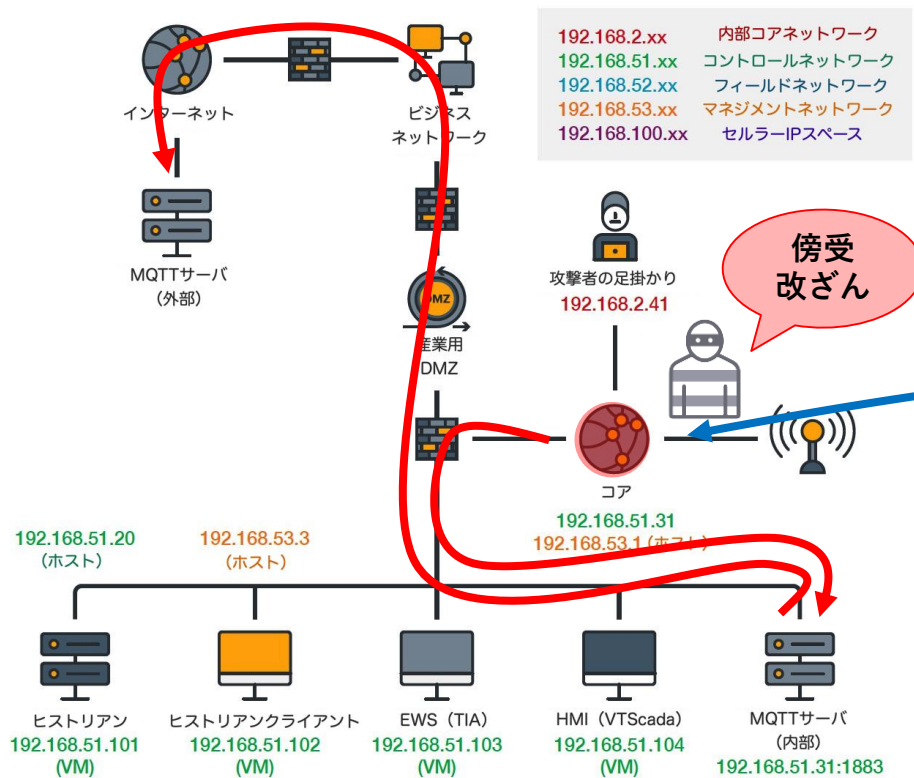 192.168.2.xx 内部コアネットワーク
192.168.51.xx コントロールネットワーク
192.168.52.xx フィールドネットワーク
192.168.53.xx マネジメントネットワーク
192.168.100.xx セルラーIPスペース
インターネット
ビジネス
ネットワーク
MQTTサーバ
(外部)
DMZ
産業用
DMZ
攻撃者の足掛かり
192.168.2.41
傍受
改ざん
コア
192.168.51.31
192.168.53.1 (ホスト)
192.168.51.20
(ホスト)
192.168.53.3
(ホスト)
ヒストリアン
192.168.51.101
(VM)
ヒストリアンクライアント
192.168.51.102
(VM)
EWS(TIA)
192.168.51.103
(VM)
HMI(VTScada)
192.168.51.104
(VM)
MQTTサーバ
(内部)
192.168.51.31:1883